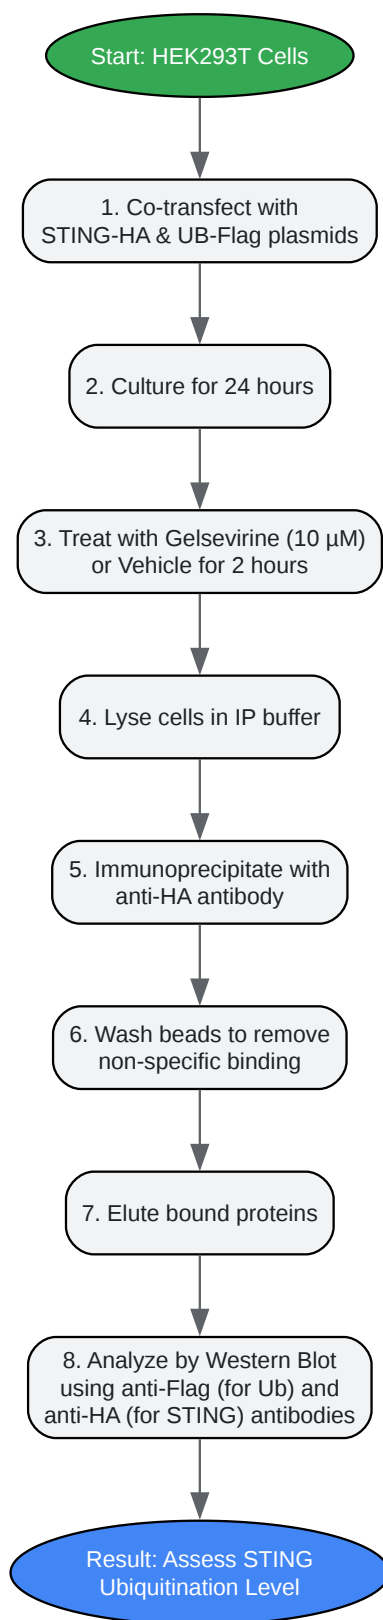 Start: HEK293T Cells
1. Co-transfect with
STING-HA & UB-Flag plasmids
2. Culture for 24 hours
3. Treat with Gelsevirine (10 µM)
or Vehicle for 2 hours
4. Lyse cells in IP buffer
5. Immunoprecipitate with
anti-HA antibody
6. Wash beads to remove
non-specific binding
7. Elute bound proteins
8. Analyze by Western Blot
using anti-Flag (for Ub) and
anti-HA (for STING) antibodies
Result: Assess STING
Ubiquitination Level